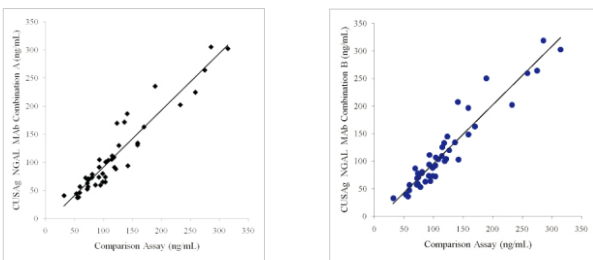 CUSAg NGAL MAb Combination A (ng/mL)
350
300
250
200
150
100
50
0
0 50 100 150 200 250 300 350
Comparison Assay (ng/mL)
CUSAg NGAL MAb Combination B (ng/mL)
350
300
250
200
150
100
50
0
0 50 100 150 200 250 300 350
Comparison Assay (ng/mL)